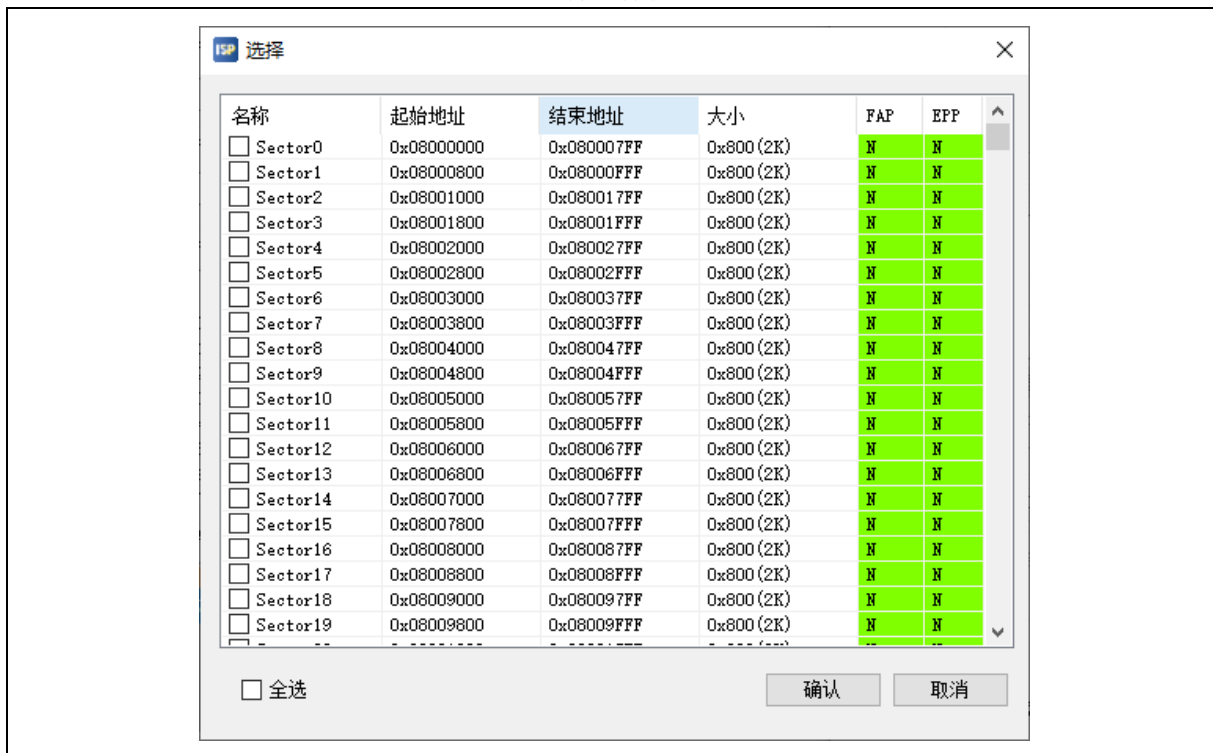 ISP 选择
名称 起始地址 结束地址 大小 FAP EPP
Sector0 0x08000000 0x080007FF 0x800(2K) N N
Sector1 0x08000800 0x08000FFF 0x800(2K) N N
Sector2 0x08001000 0x080017FF 0x800(2K) N N
Sector3 0x08001800 0x08001FFF 0x800(2K) N N
Sector4 0x08002000 0x080027FF 0x800(2K) N N
Sector5 0x08002800 0x08002FFF 0x800(2K) N N
Sector6 0x08003000 0x080037FF 0x800(2K) N N
Sector7 0x08003800 0x08003FFF 0x800(2K) N N
Sector8 0x08004000 0x080047FF 0x800(2K) N N
Sector9 0x08004800 0x08004FFF 0x800(2K) N N
Sector10 0x08005000 0x080057FF 0x800(2K) N N
Sector11 0x08005800 0x08005FFF 0x800(2K) N N
Sector12 0x08006000 0x080067FF 0x800(2K) N N
Sector13 0x08006800 0x08006FFF 0x800(2K) N N
Sector14 0x08007000 0x080077FF 0x800(2K) N N
Sector15 0x08007800 0x08007FFF 0x800(2K) N N
Sector16 0x08008000 0x080087FF 0x800(2K) N N
Sector17 0x08008800 0x08008FFF 0x800(2K) N N
Sector18 0x08009000 0x080097FF 0x800(2K) N N
Sector19 0x08009800 0x08009FFF 0x800(2K) N N
全选 确认 取消